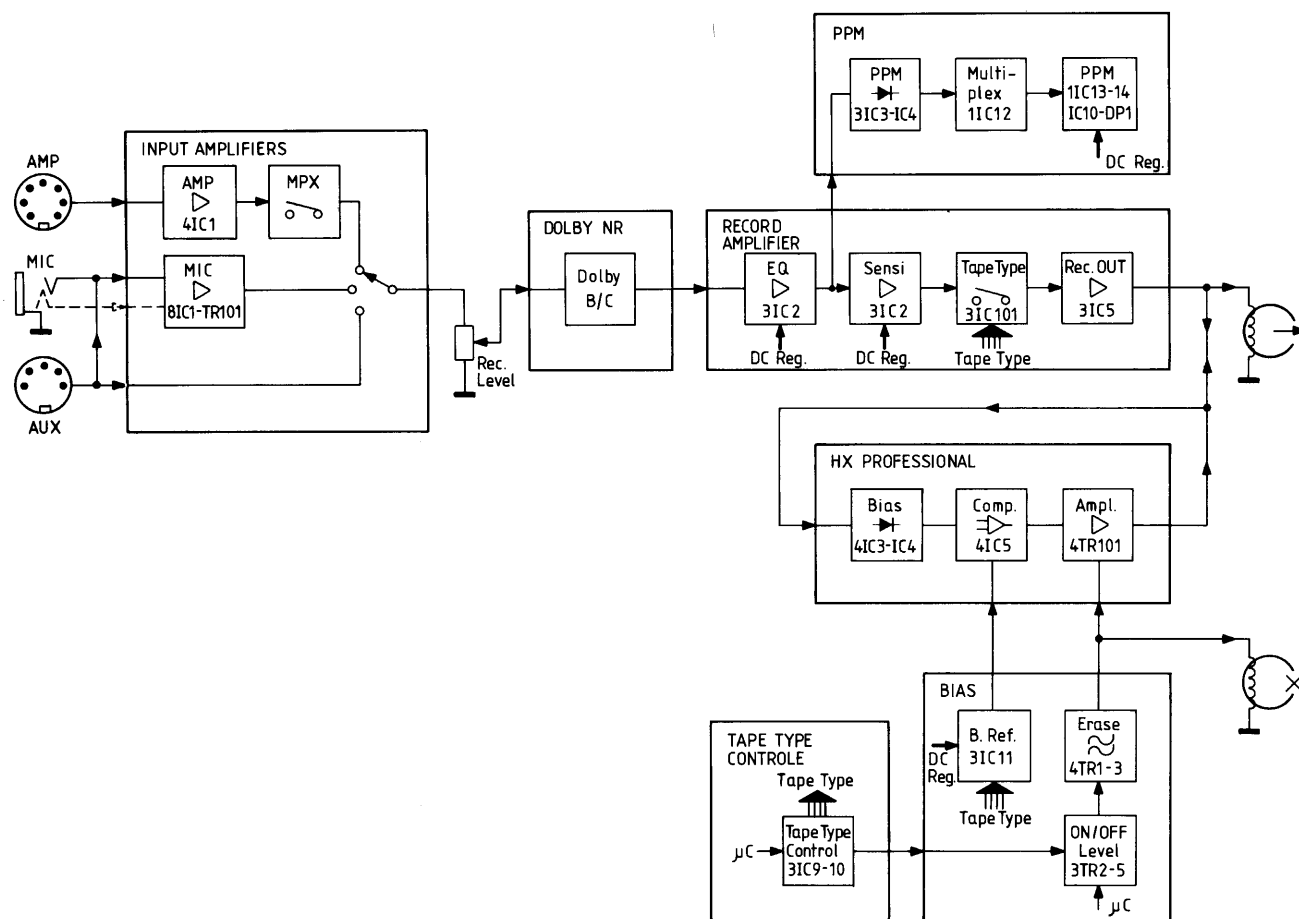 PPM
PPM
3IC3-IC4
Multi-
plex
1IC12
PPM
1IC13-14
IC10-DP1
DC Reg.
AMP
INPUT AMPLIFIERS
AMP
4IC1
MPX
MIC
MIC
8IC1-TR101
AUX
Rec.
Level
DOLBY NR
Dolby
B/C
RECORD
AMPLIFIER
EQ
3IC2
DC Reg.
Sensi
3IC2
DC Reg.
Tape Type
3IC101
Tape Type
Rec. OUT
3IC5
HX PROFESSIONAL
Bias
4IC3-IC4
Comp.
4IC5
Ampl.
4TR101
BIAS
B. Ref.
3IC11
DC
Reg.
Tape Type
Erase
4TR1-3
ON/OFF
Level
3TR2-5
µC
TAPE TYPE
CONTROLE
Tape Type
Tape Type
Control
3IC9-10
µC